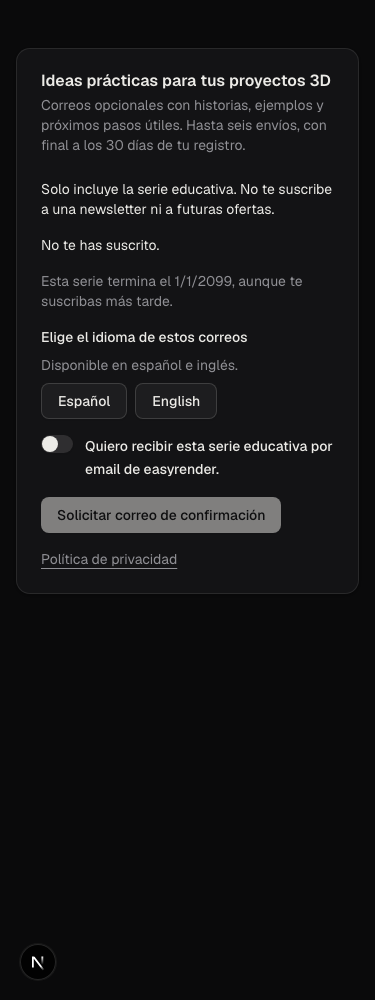 Ideas prácticas para tus proyectos 3D
Correos opcionales con historias, ejemplos y
próximos pasos útiles. Hasta seis envíos, con
final a los 30 días de tu registro.
Solo incluye la serie educativa. No te suscribe
a una newsletter ni a futuras ofertas.
No te has suscrito.
Esta serie termina el 1/1/2099, aunque te
suscribas más tarde.
Elige el idioma de estos correos
Disponible en español e inglés.
Español
English
Quiero recibir esta serie educativa por
email de easyrender.
Solicitar correo de confirmación
Política de privacidad
N